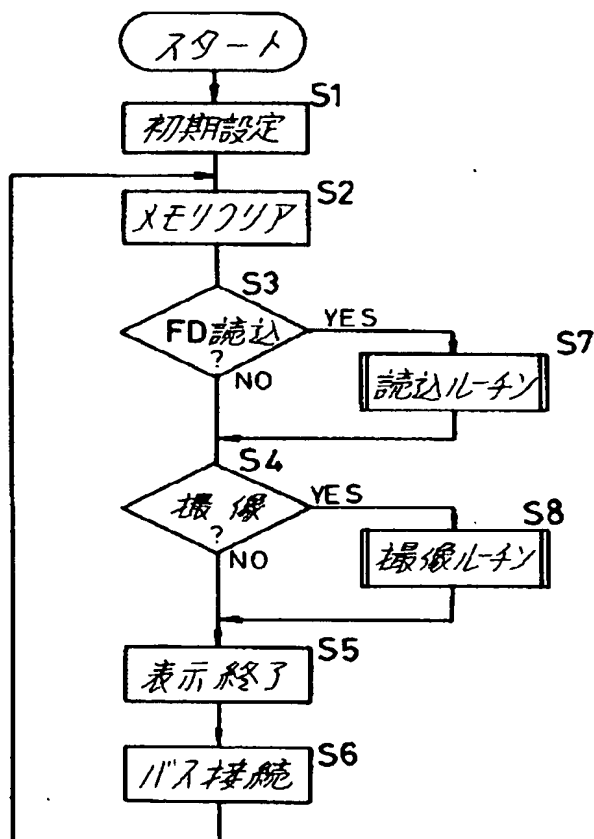 スタート
S1
初期設定
S2
メモリクリア
S3
FD読込
?
YES
NO
S7
読込ルーチン
S4
撮像
?
YES
NO
S8
撮像ルーチン
S5
表示終了
S6
バス接続